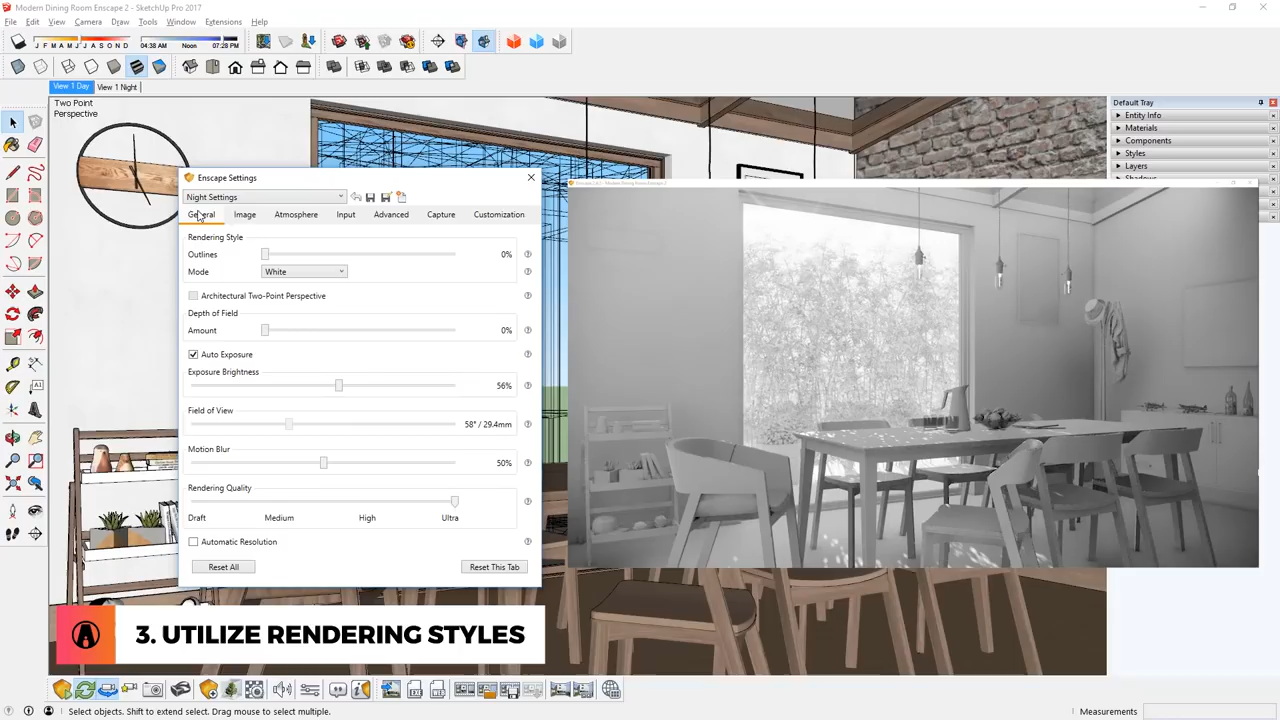 Modern Dining Room Enscape 2 - SketchUp Pro 2017
File Edit View Camera Draw Tools Window Extensions Help
J F M A M J J A S O N D 04:38 AM Noon 07:28 PM
View 1 Day View 1 Night
Two Point
Perspective
Default Tray
Entity Info
Materials
Components
Styles
Layers
Shadows
Enscape Settings
Night Settings
General Image Atmosphere Input Advanced Capture Customization
Rendering Style
Outlines 0%
Mode White
Architectural Two-Point Perspective
Depth of Field
Amount 0%
Auto Exposure
Exposure Brightness
56%
Field of View
58° / 29.4mm
Motion Blur
50%
Rendering Quality
Draft Medium High Ultra
Automatic Resolution
Reset All Reset This Tab
3. UTILIZE RENDERING STYLES
Select objects. Shift to extend select. Drag mouse to select multiple.
Measurements